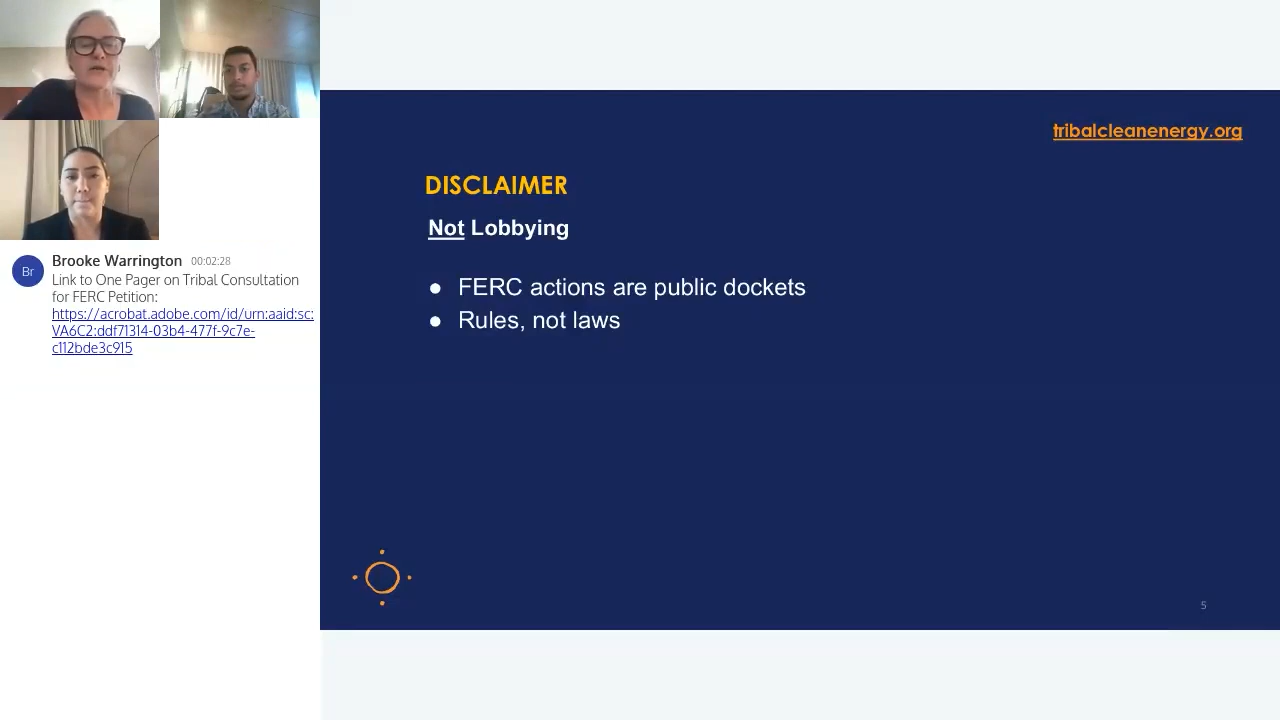 Br
Brooke Warrington 00:02:28
Link to One Pager on Tribal Consultation
for FERC Petition:
https://acrobat.adobe.com/id/urn:aaid:sc:
VA6C2:ddf71314-03b4-477f-9c7e-
c112bde3c915
tribalcleanenergy.org
DISCLAIMER
Not Lobbying
● FERC actions are public dockets
● Rules, not laws
5